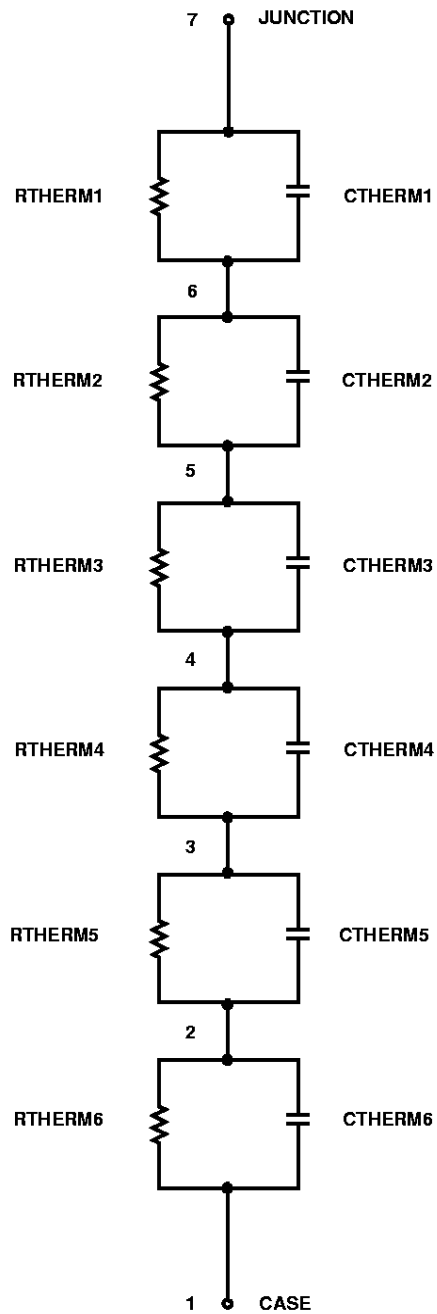 7 JUNCTION
RTHERM1 CTHERM1
6
RTHERM2 CTHERM2
5
RTHERM3 CTHERM3
4
RTHERM4 CTHERM4
3
RTHERM5 CTHERM5
2
RTHERM6 CTHERM6
1 CASE